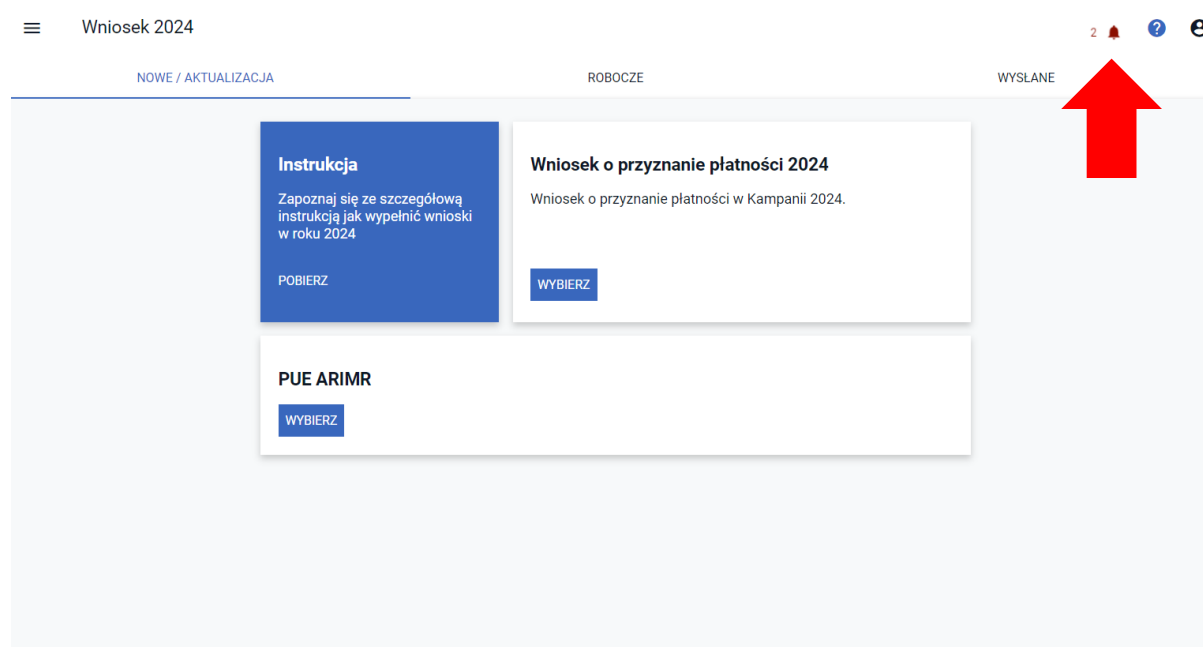 Wniosek 2024
2
?
NOWE / AKTUALIZACJA
ROBOCZE
WYSŁANE
Instrukcja
Zapoznaj się ze szczegółową
instrukcją jak wypełnić wnioski
w roku 2024
POBIERZ
Wniosek o przyznanie płatności 2024
Wniosek o przyznanie płatności w Kampanii 2024.
WYBIERZ
PUE ARIMR
WYBIERZ